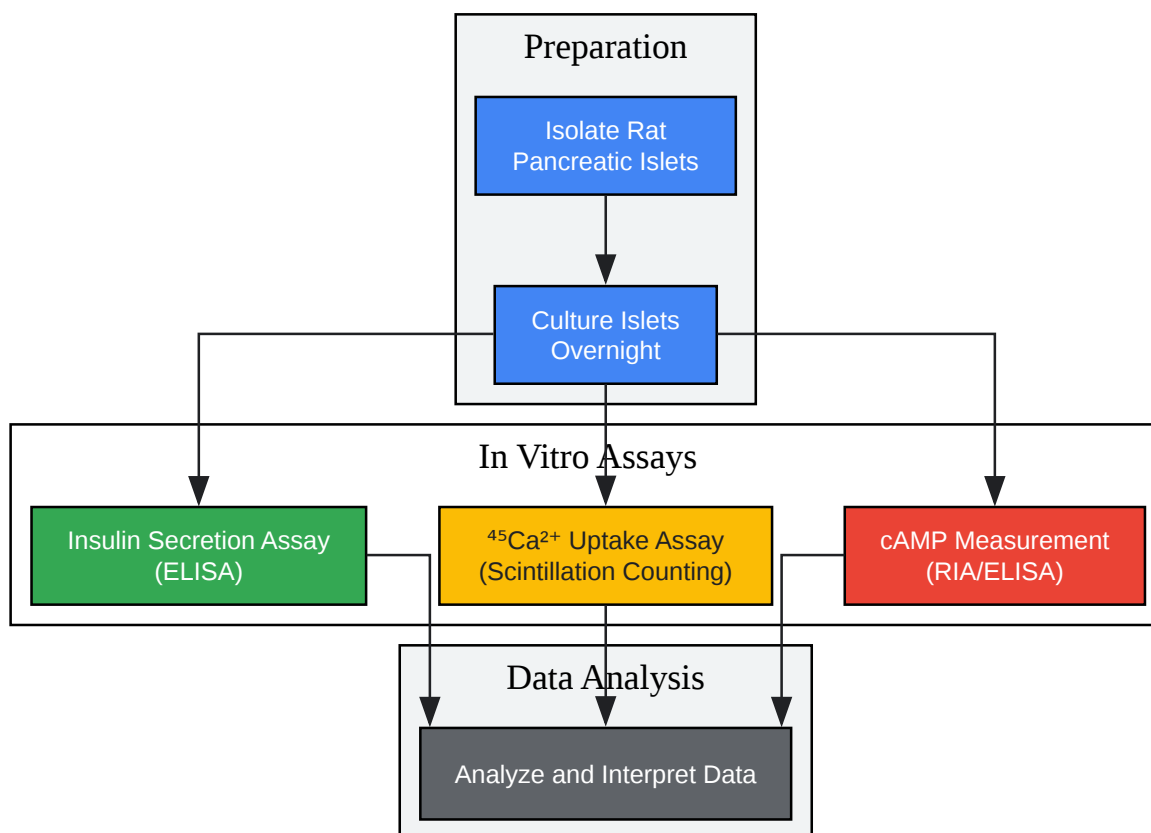 Preparation
Isolate Rat
Pancreatic Islets
Culture Islets
Overnight
In Vitro Assays
Insulin Secretion Assay
(ELISA)
⁴⁵Ca²⁺ Uptake Assay
(Scintillation Counting)
cAMP Measurement
(RIA/ELISA)
Data Analysis
Analyze and Interpret Data